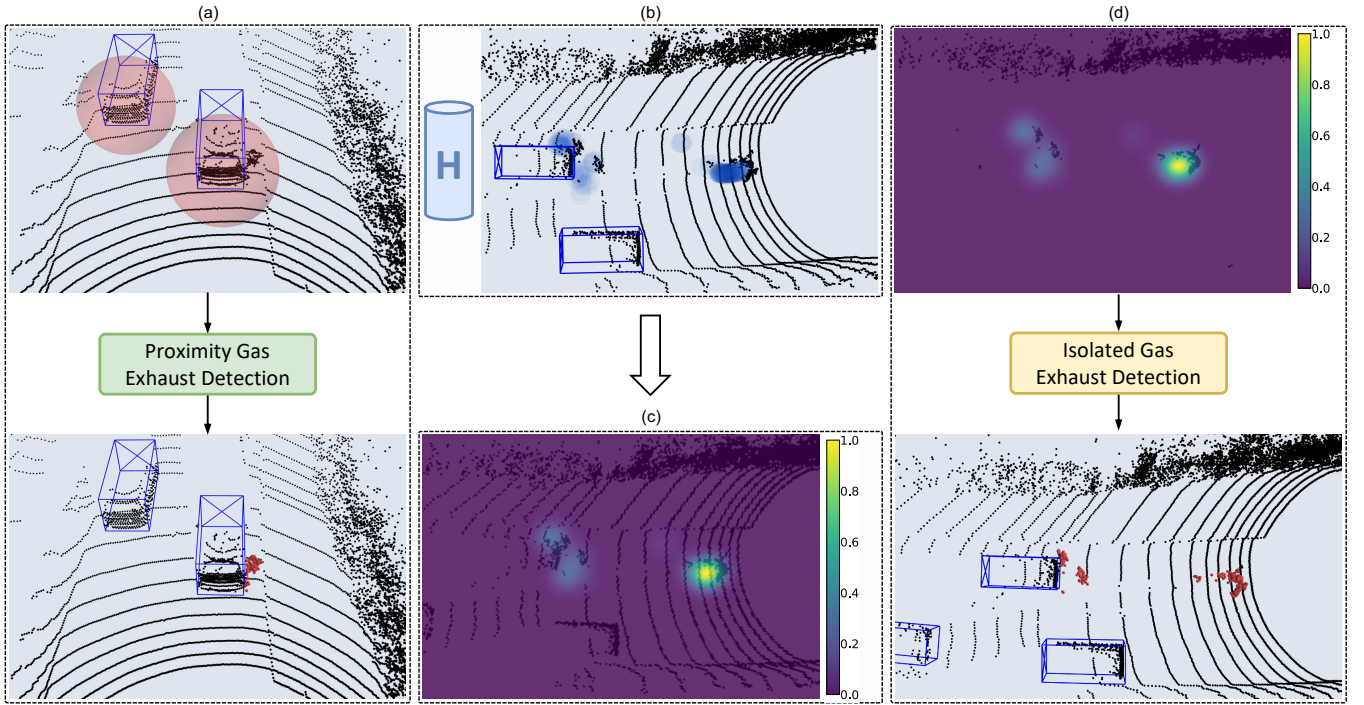 (a)
Proximity Gas
Exhaust Detection
(b)
H
(c)
1.0
0.8
0.6
0.4
0.2
0.0
(d)
1.0
0.8
0.6
0.4
0.2
0.0
Isolated Gas
Exhaust Detection